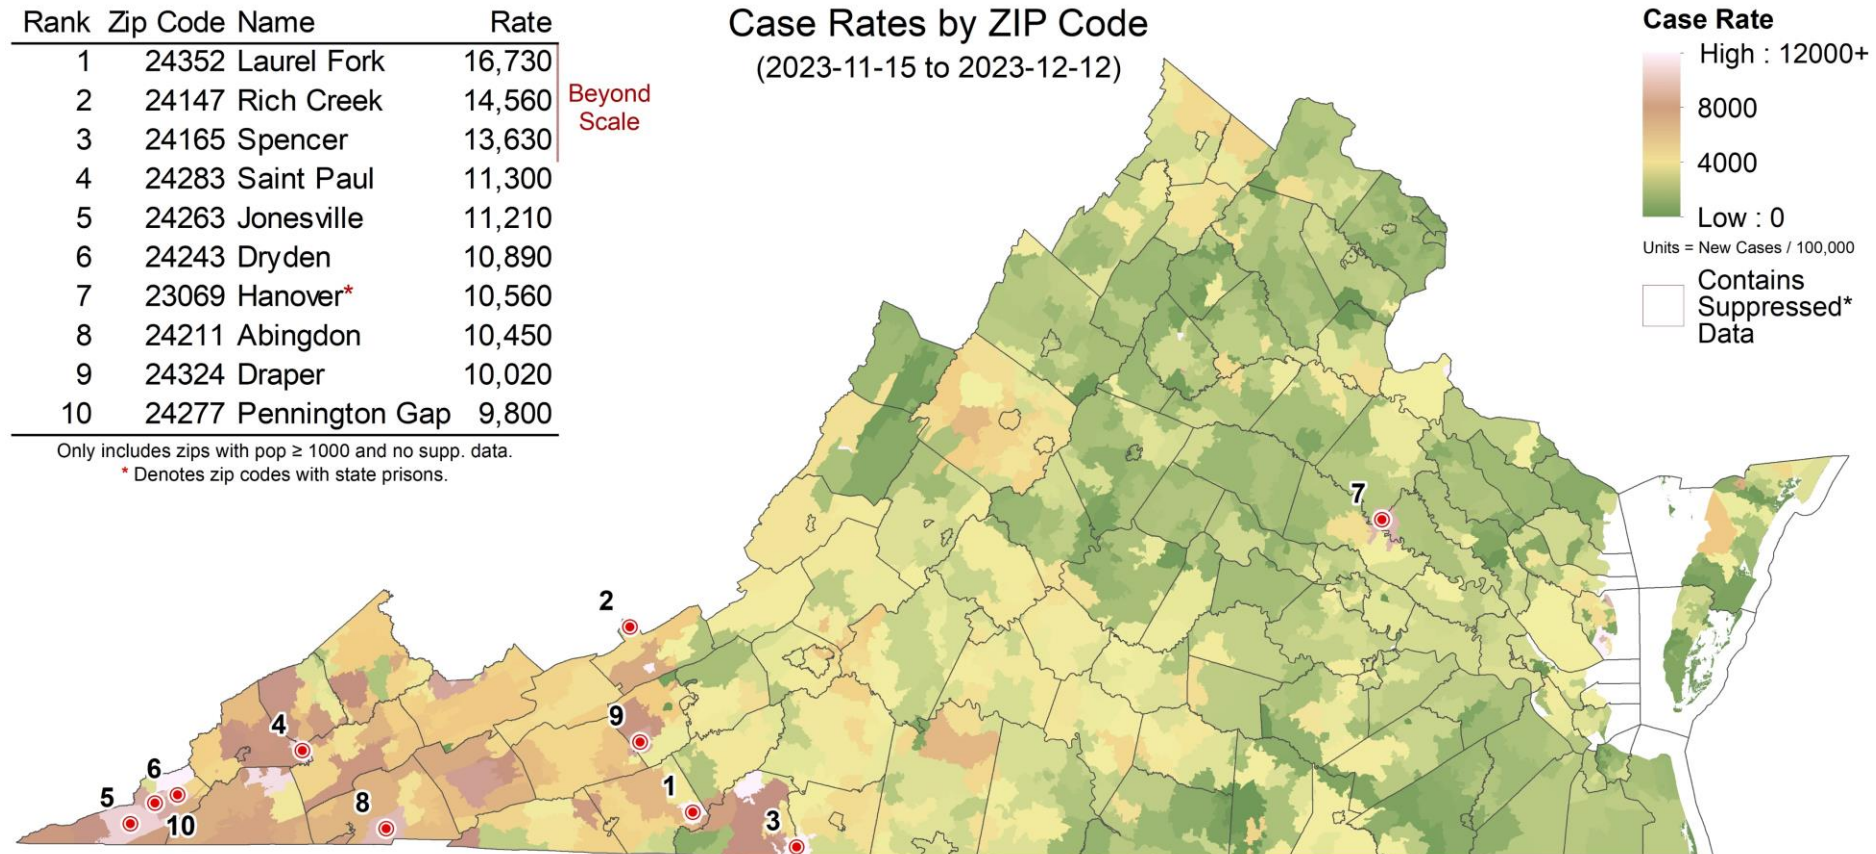 Rank Zip Code Name Rate
1 24352 Laurel Fork 16,730
2 24147 Rich Creek 14,560
3 24165 Spencer 13,630
4 24283 Saint Paul 11,300
5 24263 Jonesville 11,210
6 24243 Dryden 10,890
7 23069 Hanover* 10,560
8 24211 Abingdon 10,450
9 24324 Draper 10,020
10 24277 Pennington Gap 9,800
Beyond
Scale
Only includes zips with pop ≥ 1000 and no supp. data.
* Denotes zip codes with state prisons.
Case Rates by ZIP Code
(2023-11-15 to 2023-12-12)
Case Rate
High : 12000+
8000
4000
Low : 0
Units = New Cases / 100,000
Contains
Suppressed*
Data
7
2
9
4
6
5
10
8
1
3